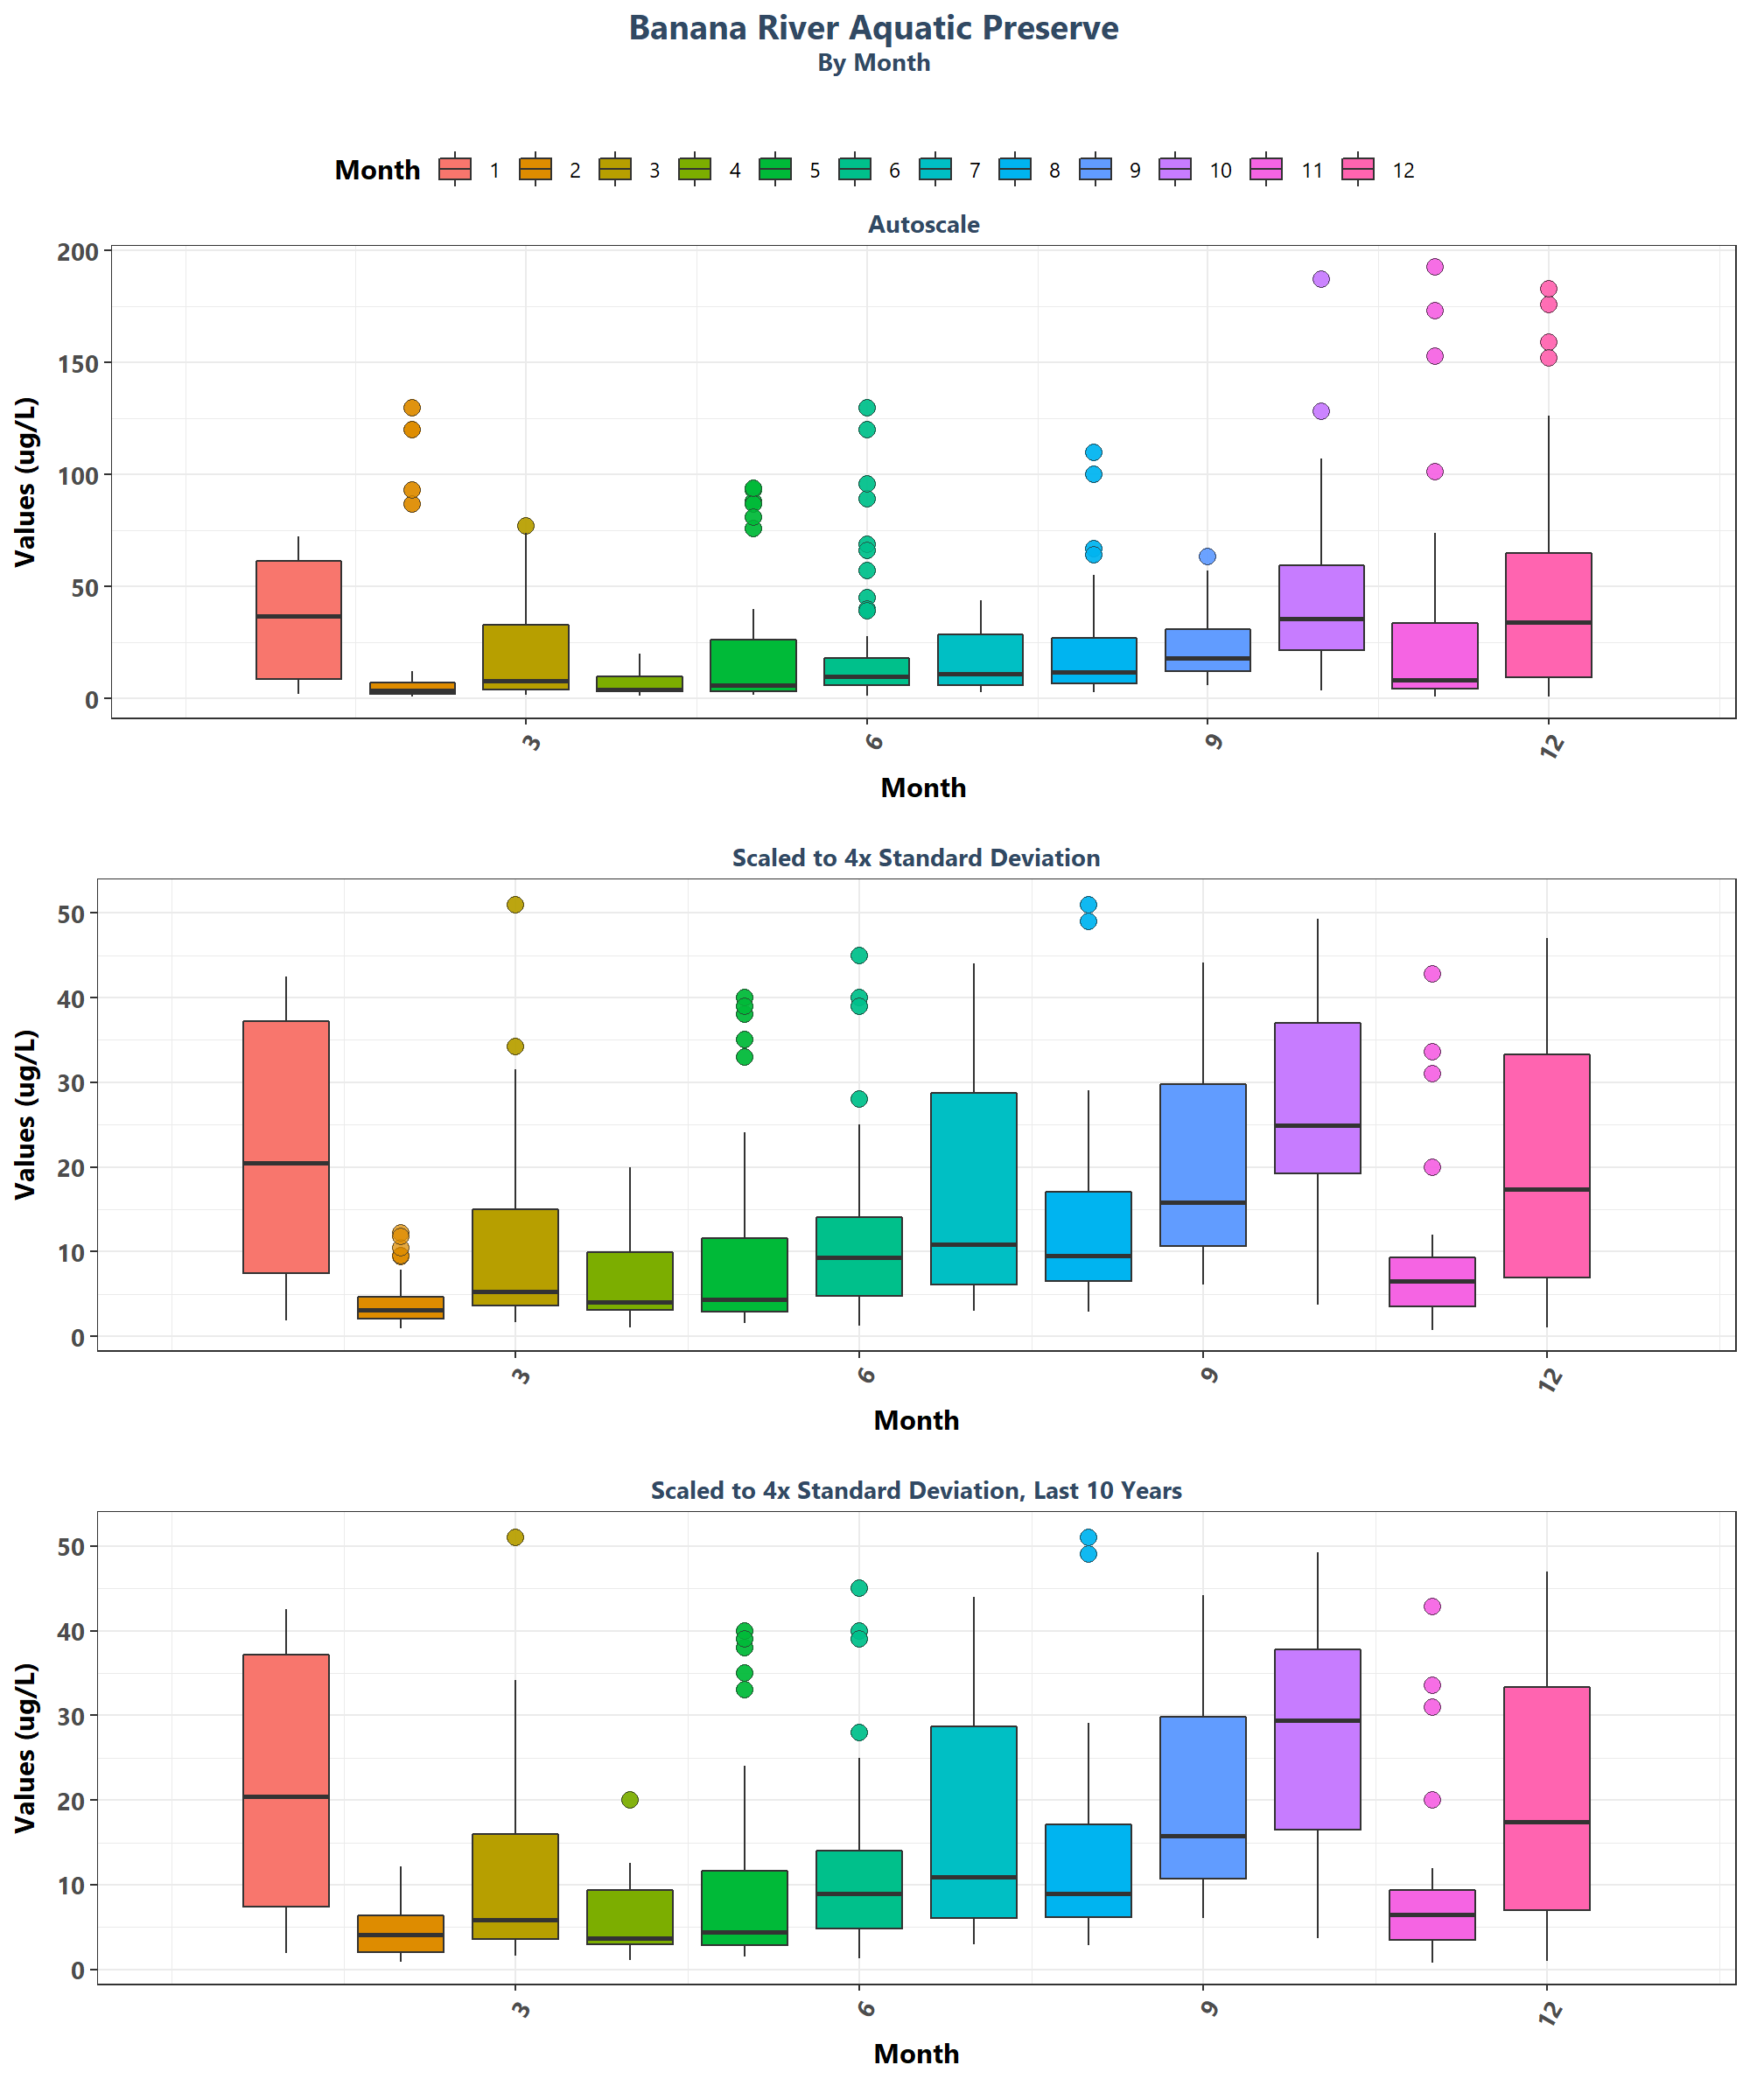 Banana River Aquatic Preserve
By Month
Month 1 2 3 4 5 6 7 8 9 10 11 12
Autoscale
200
150
100
50
0
Values (ug/L)
3 6 9 12
Month
Scaled to 4x Standard Deviation
50
40
30
20
10
0
Values (ug/L)
3 6 9 12
Month
Scaled to 4x Standard Deviation, Last 10 Years
50
40
30
20
10
0
Values (ug/L)
3 6 9 12
Month